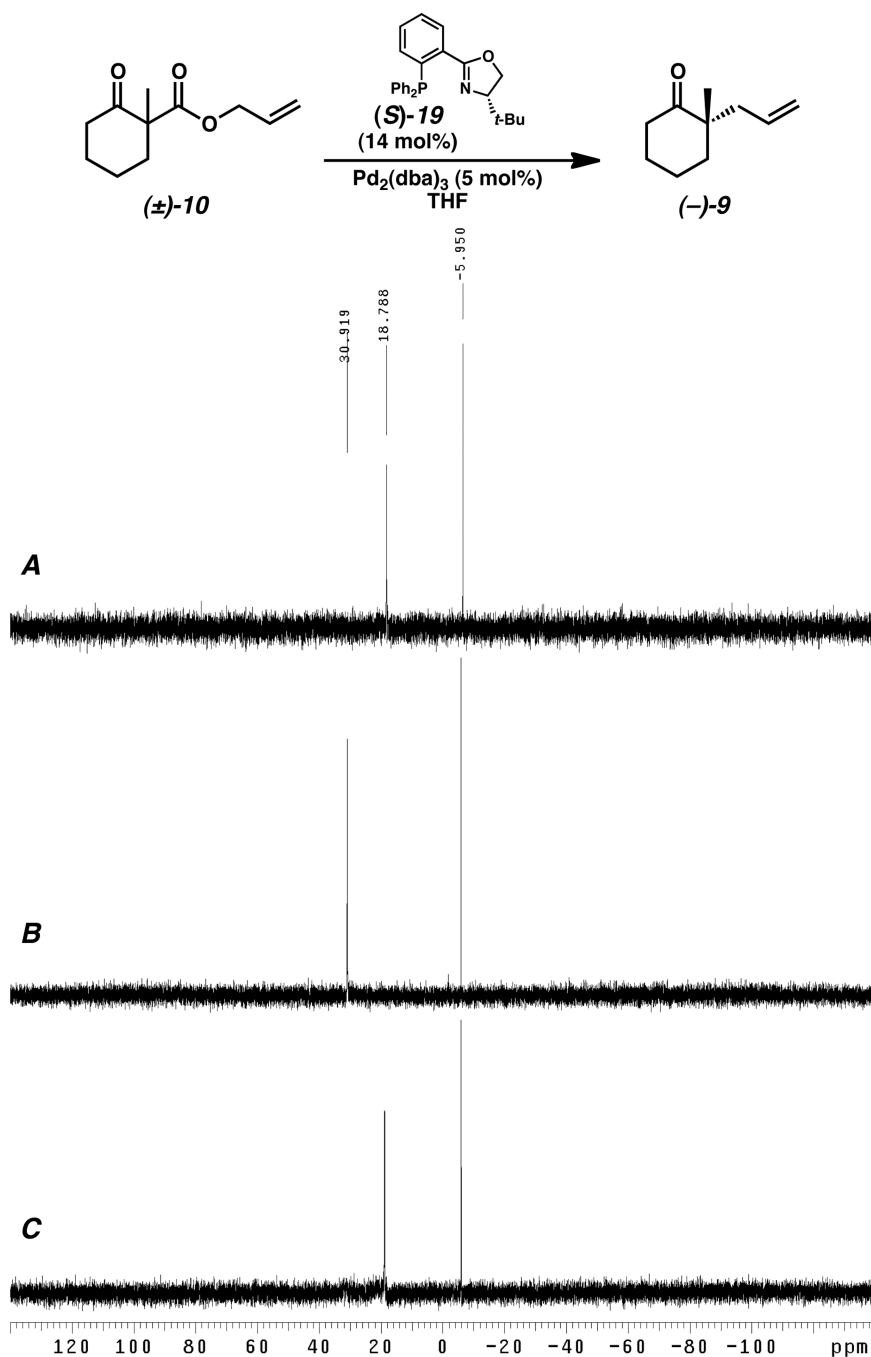 O
O
O
(±)-10
O
N
Ph₂P
t-Bu
(S)-19
(14 mol%)
Pd₂(dba)₃ (5 mol%)
THF
O
(–)-9
30.919
18.788
-5.950
A
B
C
120 100 80 60 40 20 0 -20 -40 -60 -80 -100 ppm